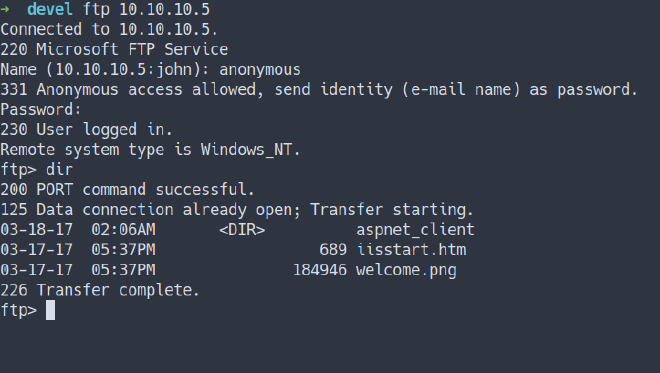 → devel ftp 10.10.10.5
Connected to 10.10.10.5.
220 Microsoft FTP Service
Name (10.10.10.5:john): anonymous
331 Anonymous access allowed, send identity (e-mail name) as password.
Password:
230 User logged in.
Remote system type is Windows_NT.
ftp> dir
200 PORT command successful.
125 Data connection already open; Transfer starting.
03-18-17  02:06AM       <DIR>          aspnet_client
03-17-17  05:37PM                  689 iisstart.htm
03-17-17  05:37PM               184946 welcome.png
226 Transfer complete.
ftp>